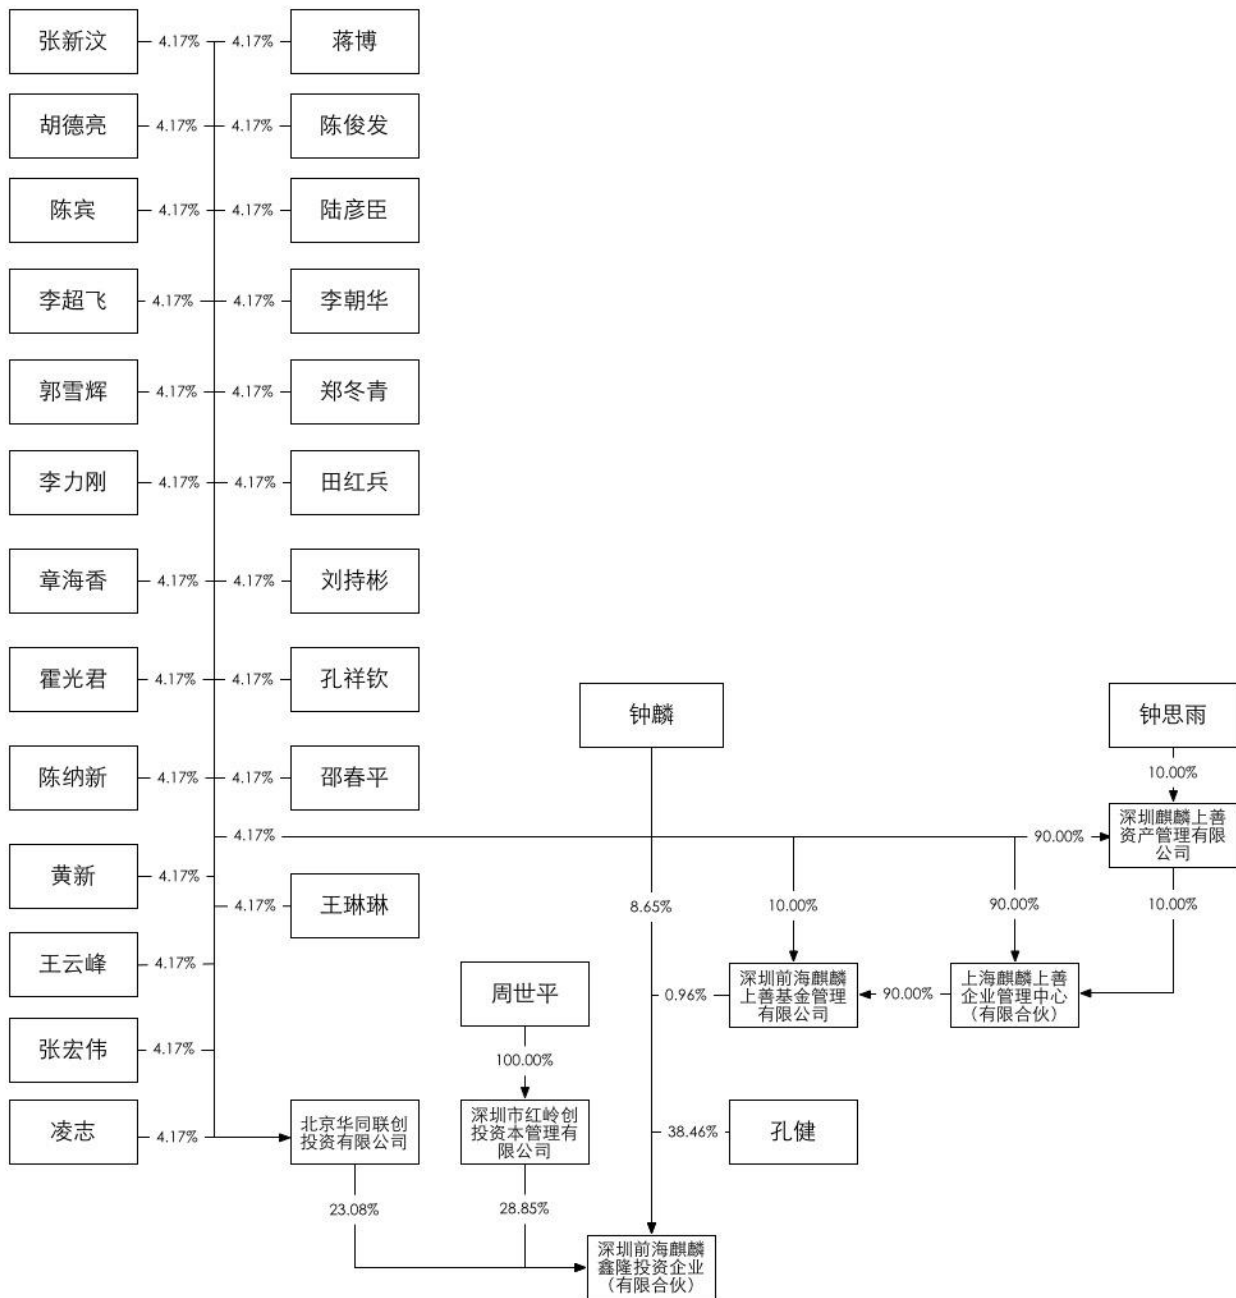 张新汶
4.17%
4.17%
蒋博
胡德亮
4.17%
4.17%
陈俊发
陈宾
4.17%
4.17%
陆彦臣
李超飞
4.17%
4.17%
李朝华
郭雪辉
4.17%
4.17%
郑冬青
李力刚
4.17%
4.17%
田红兵
章海香
4.17%
4.17%
刘持彬
霍光君
4.17%
4.17%
孔祥钦
钟麟
钟思雨
陈纳新
4.17%
4.17%
邵春平
10.00%
4.17%
90.00%
深圳麒麟上善
资产管理有限
公司
黄新
4.17%
4.17%
王琳琳
8.65%
10.00%
90.00%
10.00%
王云峰
4.17%
周世平
0.96%
深圳前海麒麟
上善基金管理
有限公司
90.00%
上海麒麟上善
企业管理中心
（有限合伙）
张宏伟
4.17%
100.00%
凌志
4.17%
北京华同联创
投资有限公司
深圳市红岭创
投资本管理有
限公司
38.46%
孔健
23.08%
28.85%
深圳前海麒麟
鑫隆投资企业
（有限合伙）